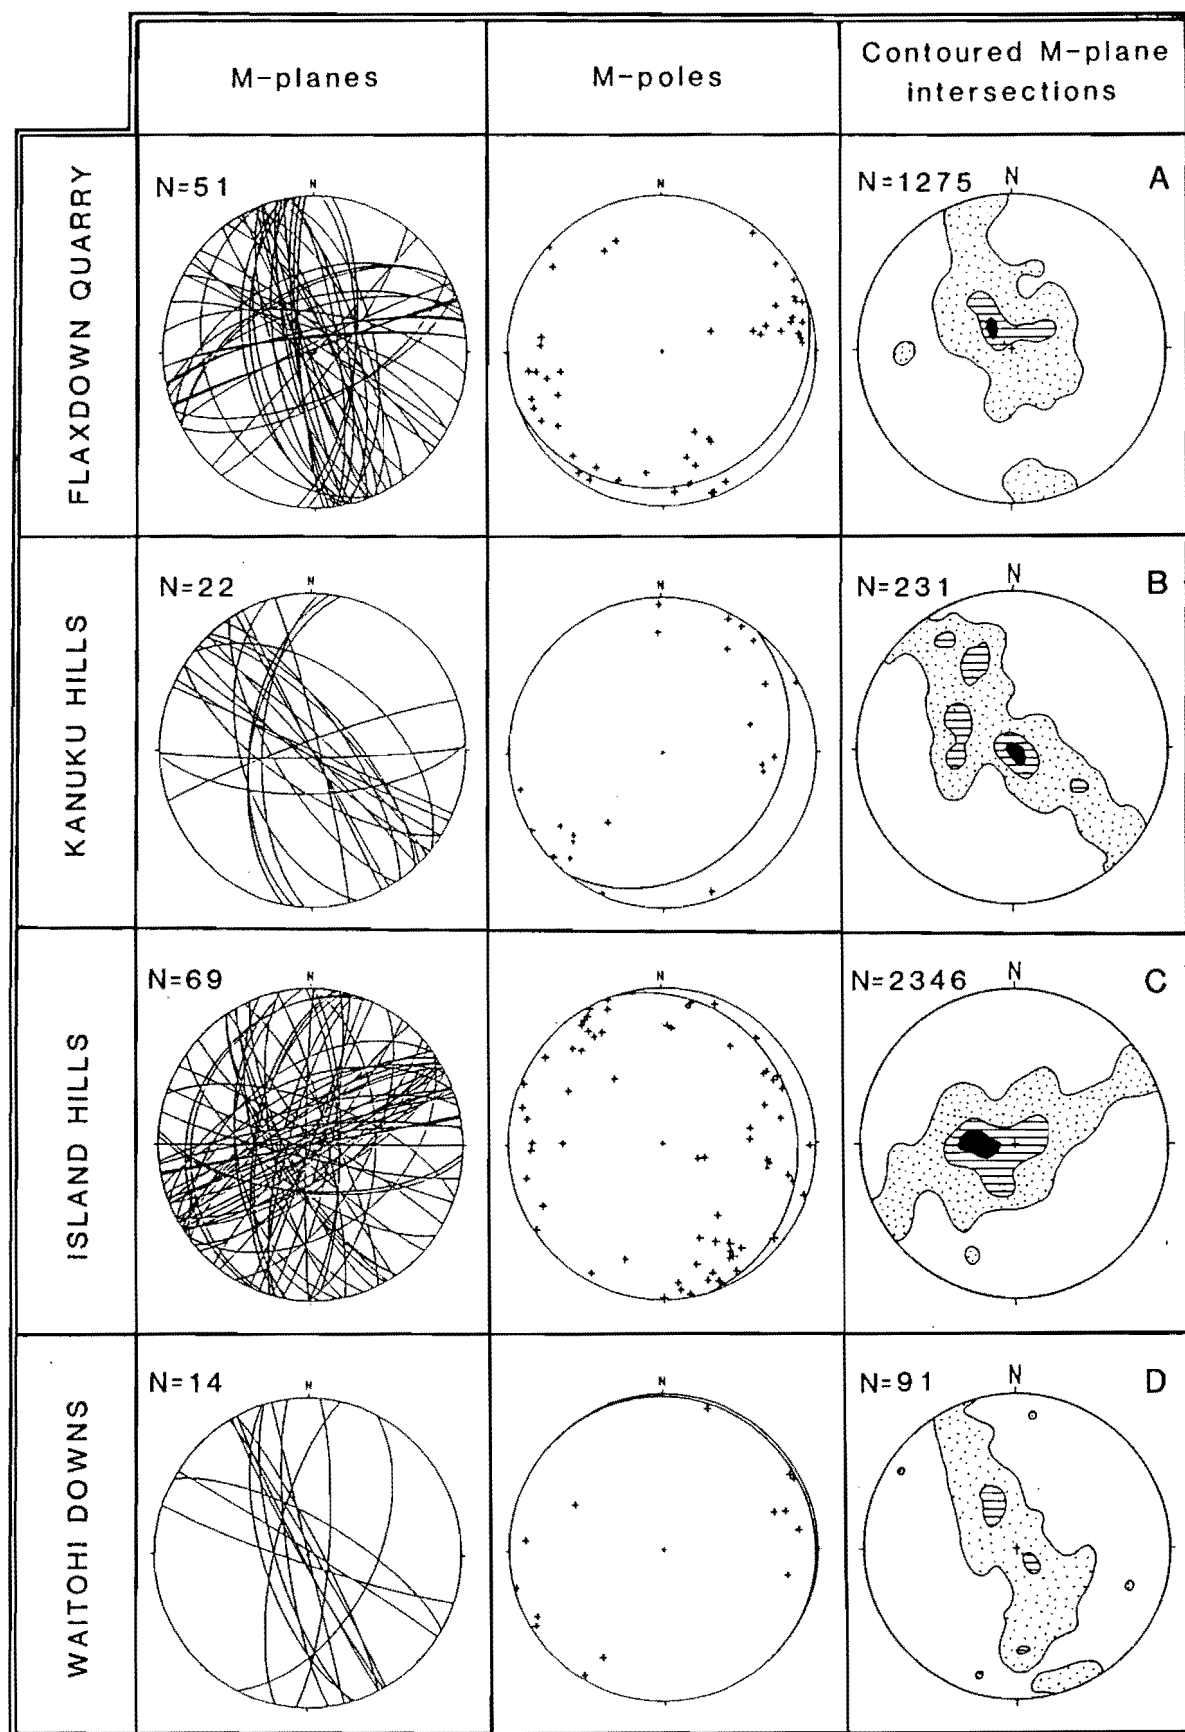 M-planes
M-poles
Contoured M-plane
intersections
FLAXDOWN QUARRY
N=51
N
N
N=1275
N
A
KANUKU HILLS
N=22
N
N
N=231
N
B
ISLAND HILLS
N=69
N
N
N=2346
N
C
WAITOHI DOWNS
N=14
N
N
N=91
N
D